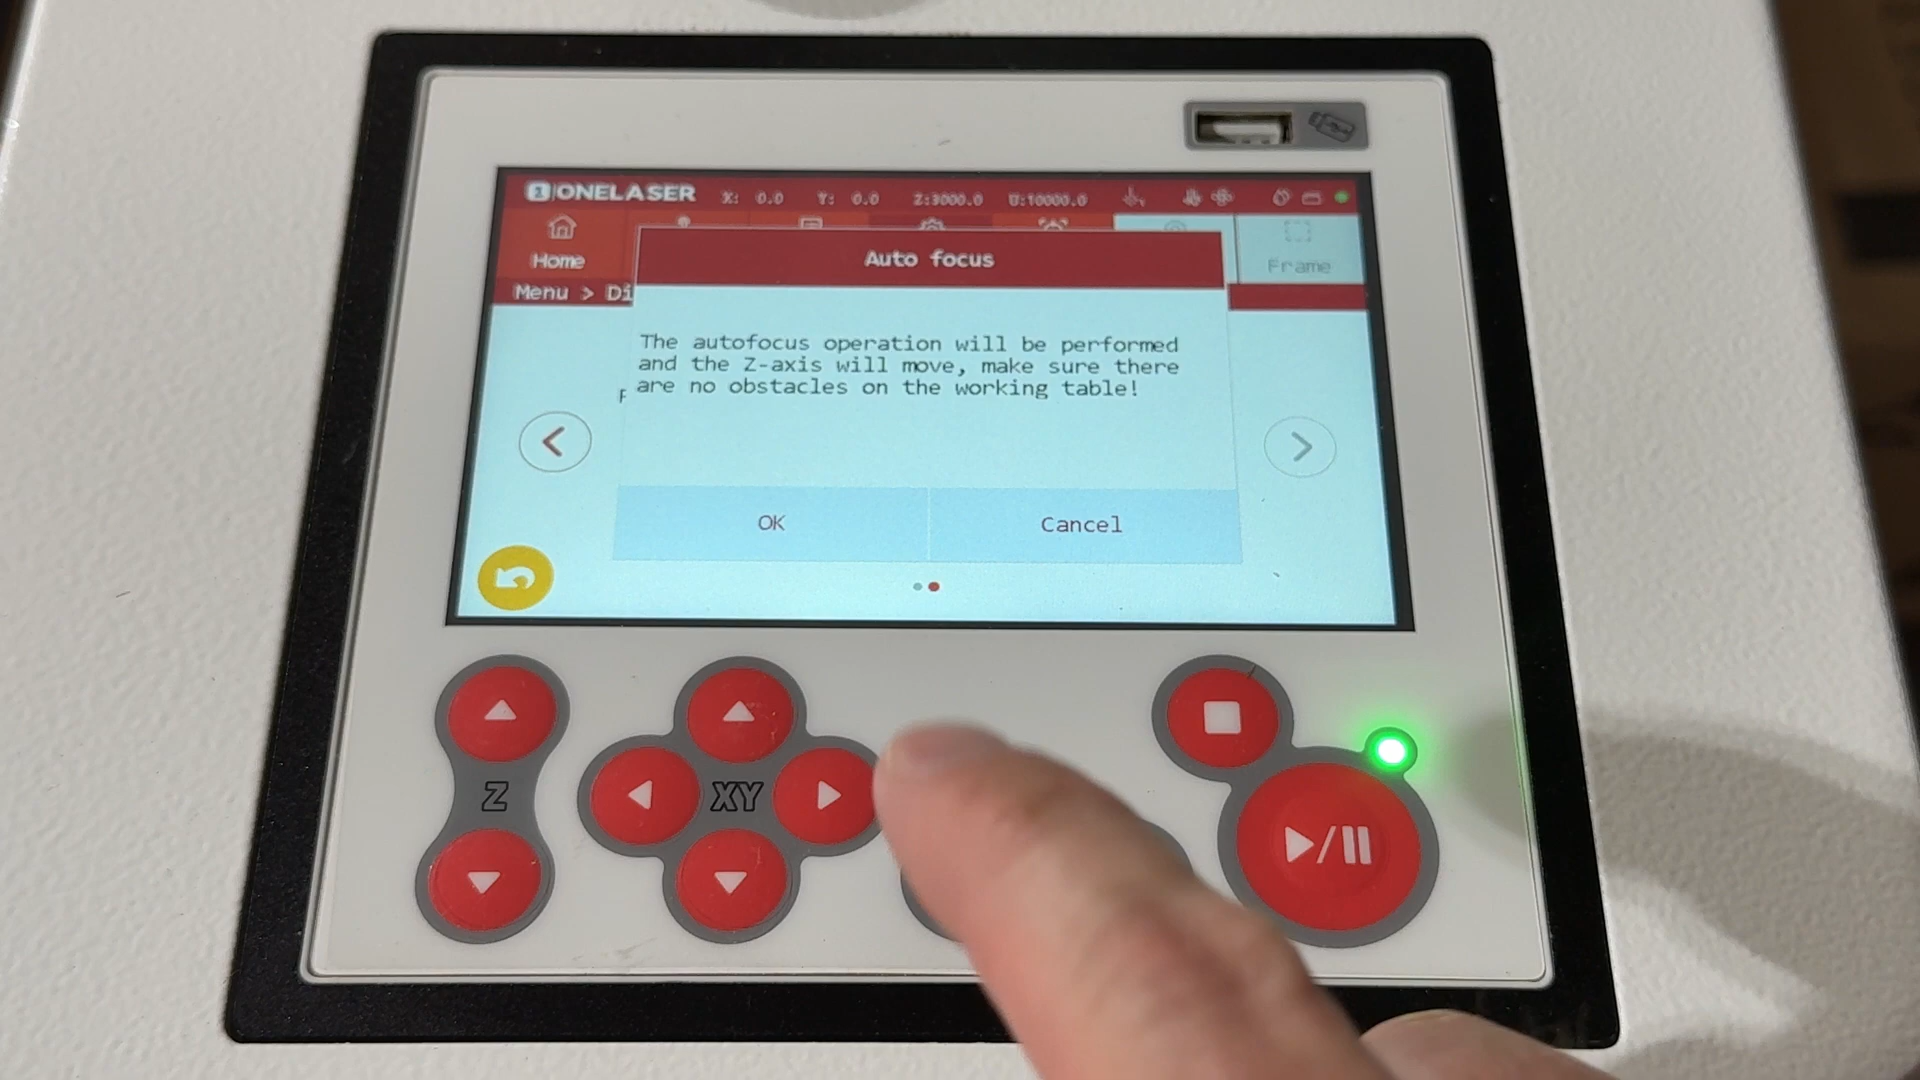 1 ONELASER X: 0.0 Y: 0.0 Z:3000.0 U:10000.0
Home
Frame
Menu > Di
Auto focus
The autofocus operation will be performed
and the Z-axis will move, make sure there
are no obstacles on the working table!
OK Cancel
Z
XY